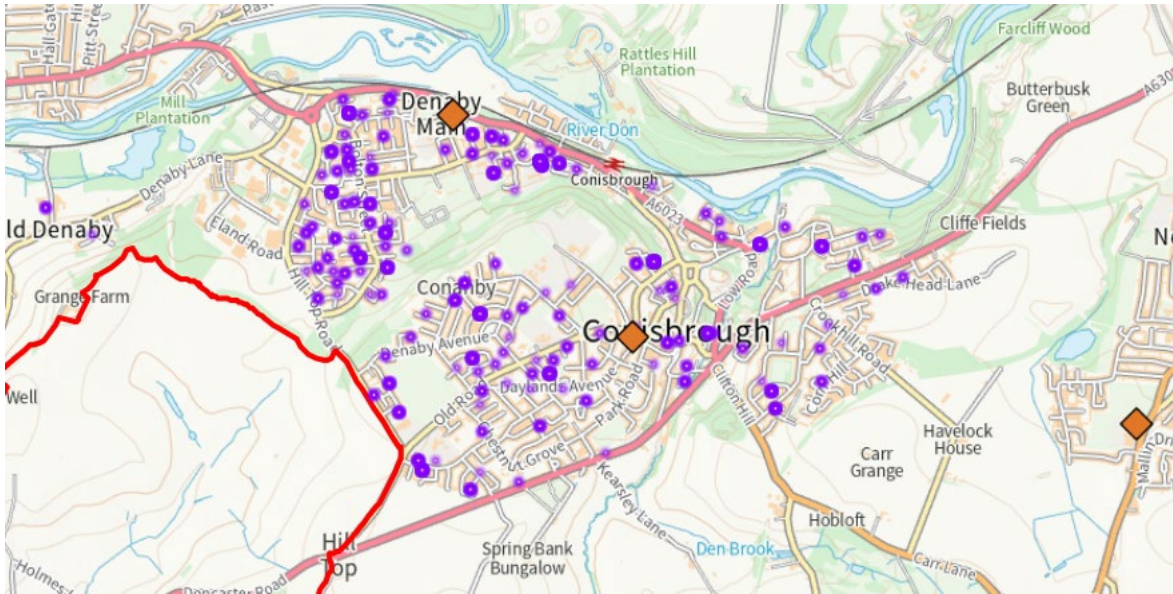 Hall Gate
Pitt Street
Mill
Plantation
Denaby
Main
Rattles Hill
Plantation
Farcliff Wood
Butterbusk
Green
River Don
Conisbrough
A6023
Cliffe Fields
Denaby Lane
ld Denaby
Eland Road
Grange Farm
Hill Top Road
Conanby
Denaby Avenue
Conisbrough
Low Road
Drake Head Lane
Crookhill Road
Well
Old Road
Daylands Avenue
Park Road
Clifton Hill
Chestnut Grove
Kearsley Lane
Carr
Grange
Havelock
House
Hobloft
Hill
Top
Spring Bank
Bungalow
Den Brook
Carr Lane
Doncaster Road